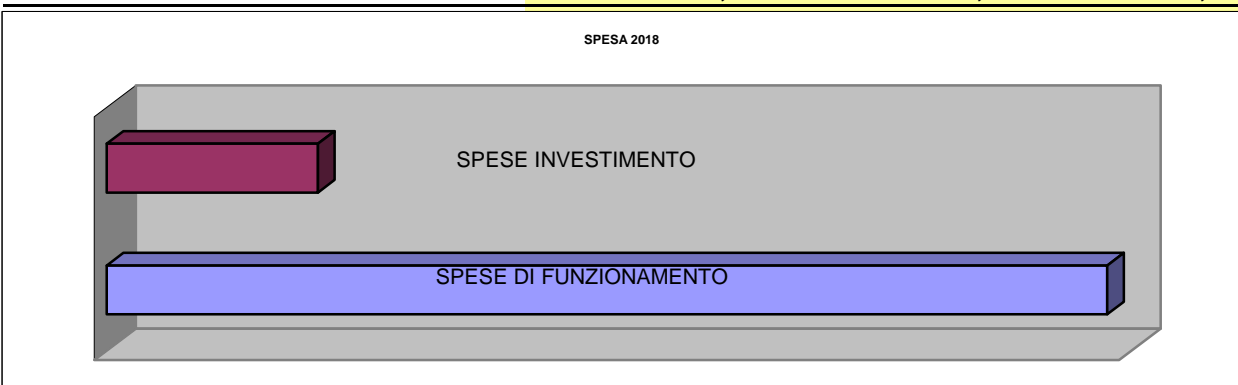 SPESA 2018
SPESE INVESTIMENTO
SPESE DI FUNZIONAMENTO